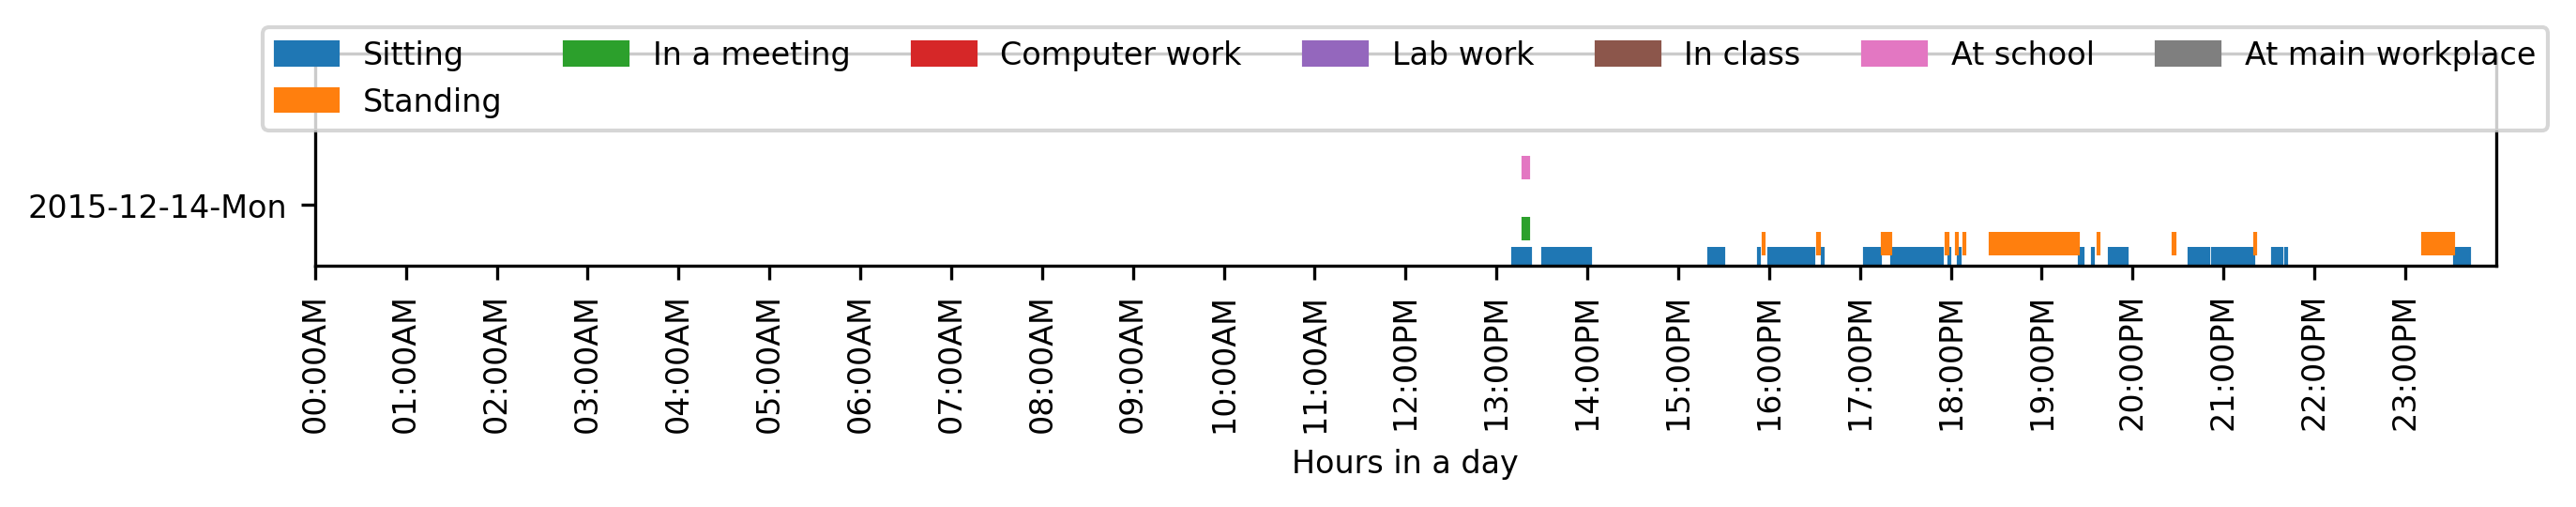 Sitting In a meeting Computer work Lab work In class At school At main workplace
Standing
2015-12-14-Mon
00:00AM 01:00AM 02:00AM 03:00AM 04:00AM 05:00AM 06:00AM 07:00AM 08:00AM 09:00AM 10:00AM 11:00AM 12:00PM 13:00PM 14:00PM 15:00PM 16:00PM 17:00PM 18:00PM 19:00PM 20:00PM 21:00PM 22:00PM 23:00PM
Hours in a day